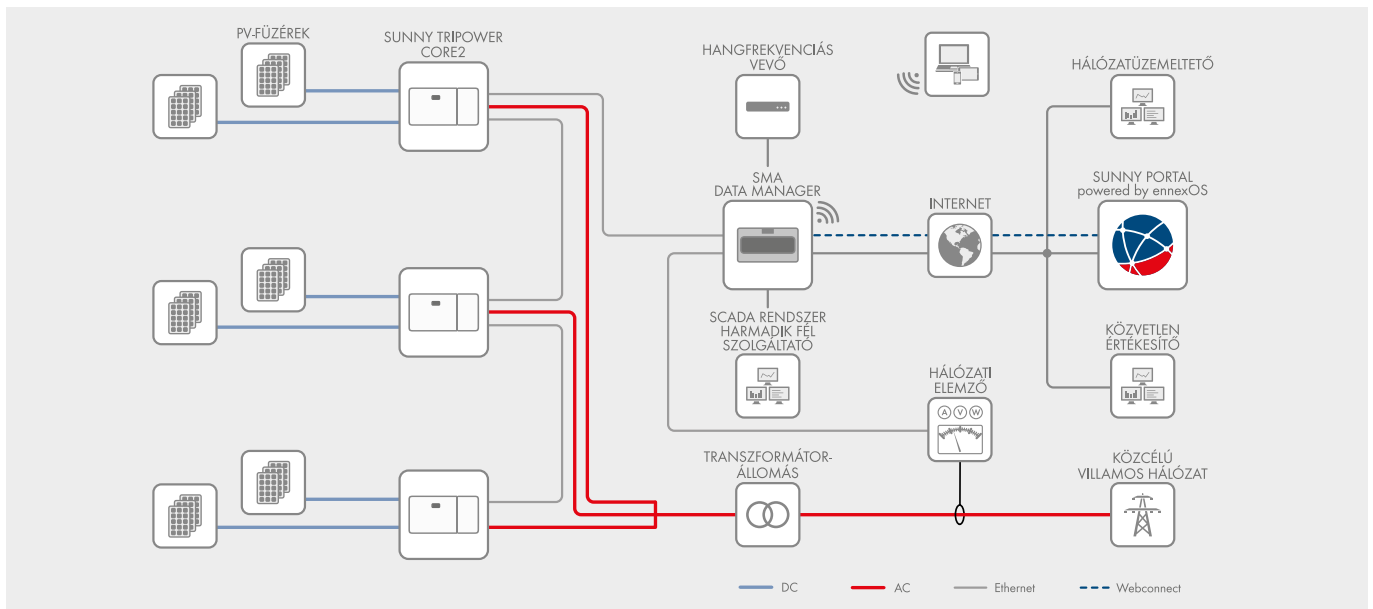 PV-FÜZÉREK
SUNNY TRIPOWER
CORE2
HANGFREKVENCIÁS
VEVŐ
HÁLÓZATÜZEMELTETŐ
SMA
DATA MANAGER
INTERNET
SUNNY PORTAL
powered by ennexOS
SCADA RENDSZER
HARMADIK FÉL
SZOLGÁLTATÓ
KÖZVETLEN
ÉRTÉKESÍTŐ
HÁLÓZATI
ELEMZŐ
A V W
TRANSZFORMÁTOR-
ÁLLOMÁS
KÖZCÉLÚ
VILLAMOS HÁLÓZAT
DC
AC
Ethernet
Webconnect